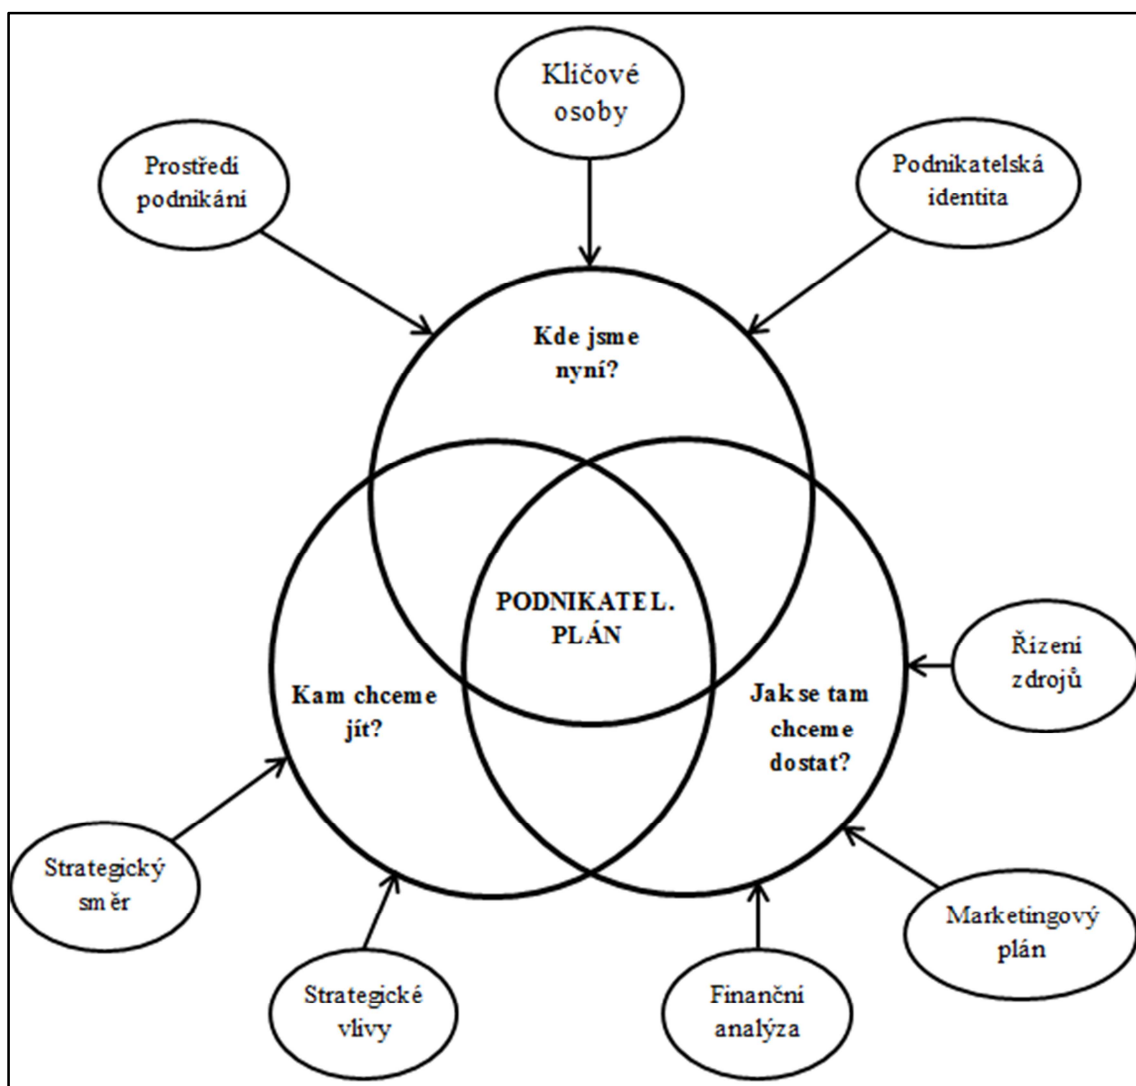 Klíčové
osoby
Prostředí
podnikání
Podnikatelská
identita
Kde jsme
nyní?
PODNIKATEL.
PLÁN
Kam chceme
jít?
Jak se tam
chceme
dostat?
Řízení
zdrojů
Strategický
směr
Marketingový
plán
Strategické
vlivy
Finanční
analýza